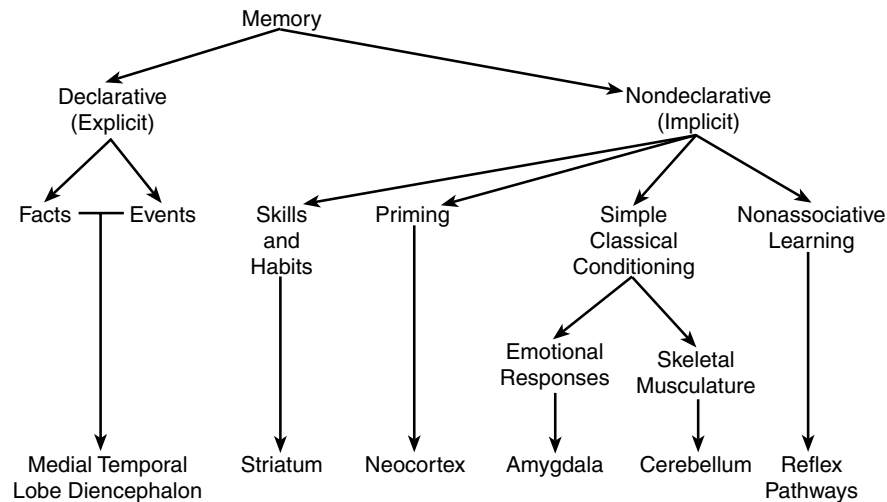 Memory
Declarative
(Explicit)
Nondeclarative
(Implicit)
Facts
Events
Skills
and
Habits
Priming
Simple
Classical
Conditioning
Nonassociative
Learning
Emotional
Responses
Skeletal
Musculature
Medial Temporal
Lobe Diencephalon
Striatum
Neocortex
Amygdala
Cerebellum
Reflex
Pathways